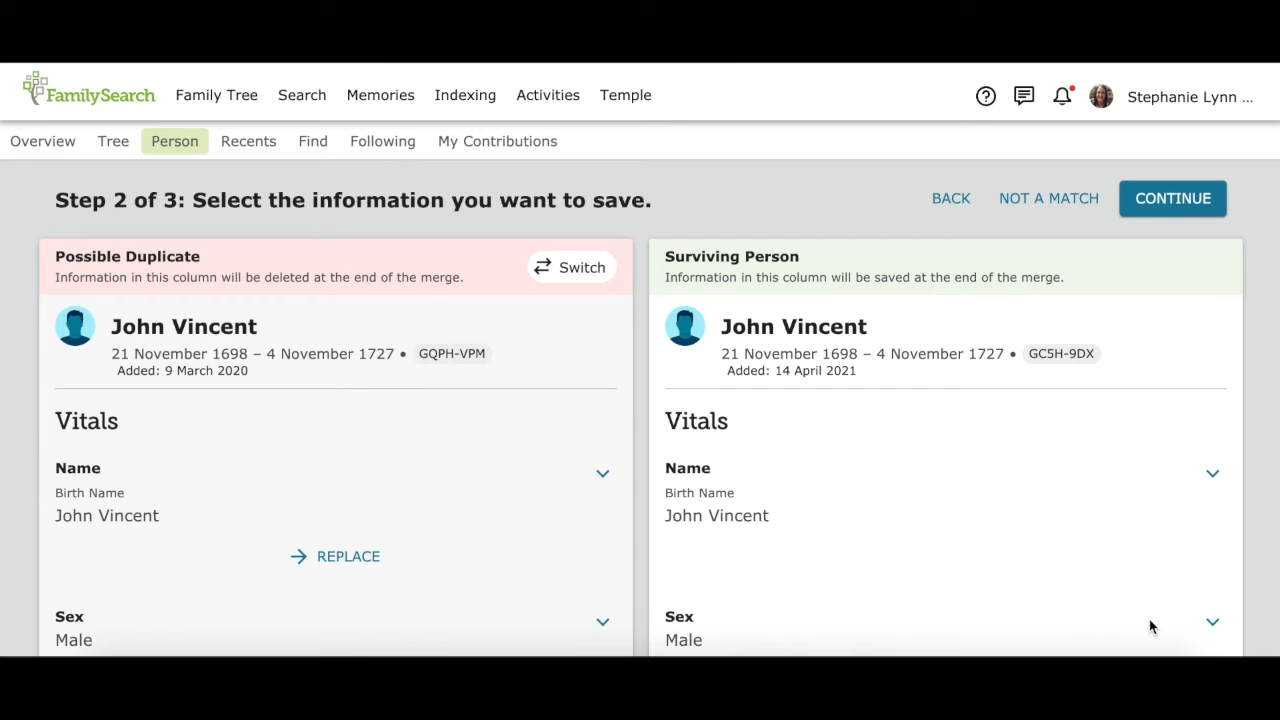 FamilySearch Family Tree Search Memories Indexing Activities Temple Stephanie Lynn ...
Overview Tree Person Recents Find Following My Contributions
Step 2 of 3: Select the information you want to save. BACK NOT A MATCH CONTINUE
Possible Duplicate
Information in this column will be deleted at the end of the merge.
Switch
John Vincent
21 November 1698 – 4 November 1727 • GQPH-VPM
Added: 9 March 2020
Vitals
Name
Birth Name
John Vincent
REPLACE
Sex
Male
Surviving Person
Information in this column will be saved at the end of the merge.
John Vincent
21 November 1698 – 4 November 1727 • GC5H-9DX
Added: 14 April 2021
Vitals
Name
Birth Name
John Vincent
Sex
Male